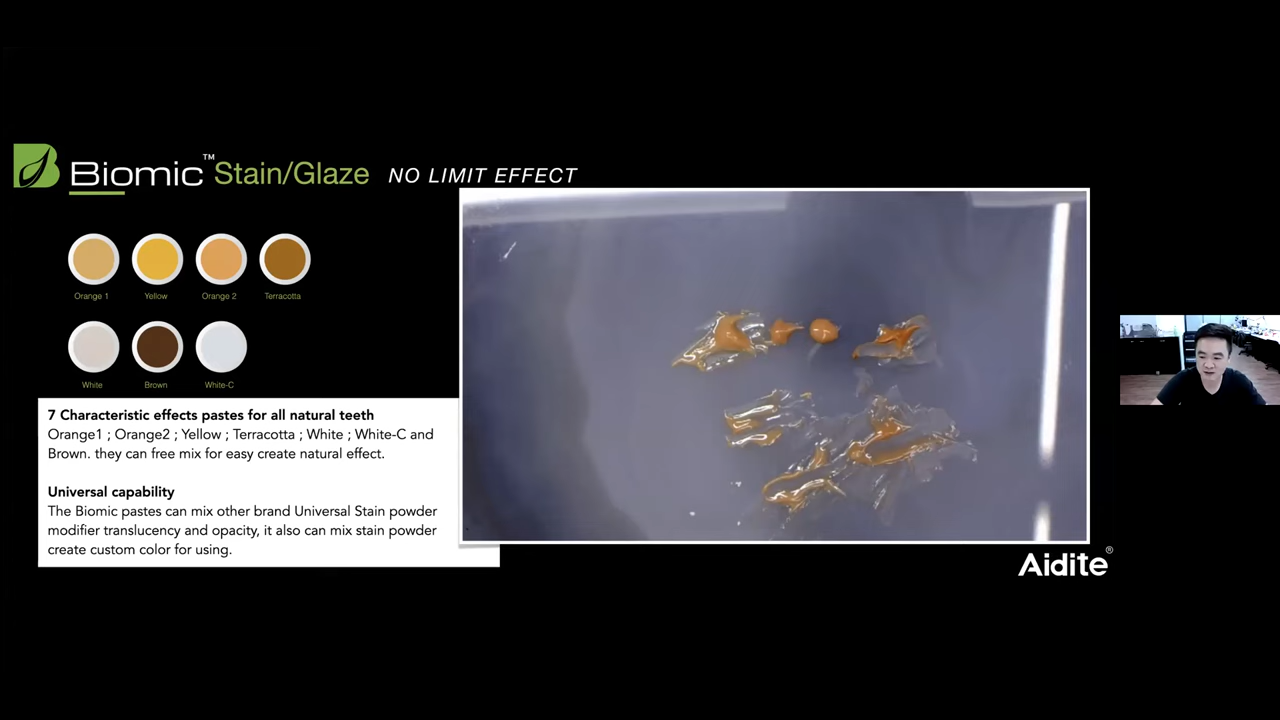 Biomic™ Stain/Glaze NO LIMIT EFFECT
Orange 1 Yellow Orange 2 Terracotta
White Brown White-C
7 Characteristic effects pastes for all natural teeth
Orange1 ; Orange2 ; Yellow ; Terracotta ; White ; White-C and
Brown. they can free mix for easy create natural effect.
Universal capability
The Biomic pastes can mix other brand Universal Stain powder
modifier translucency and opacity, it also can mix stain powder
create custom color for using.
Aidite®